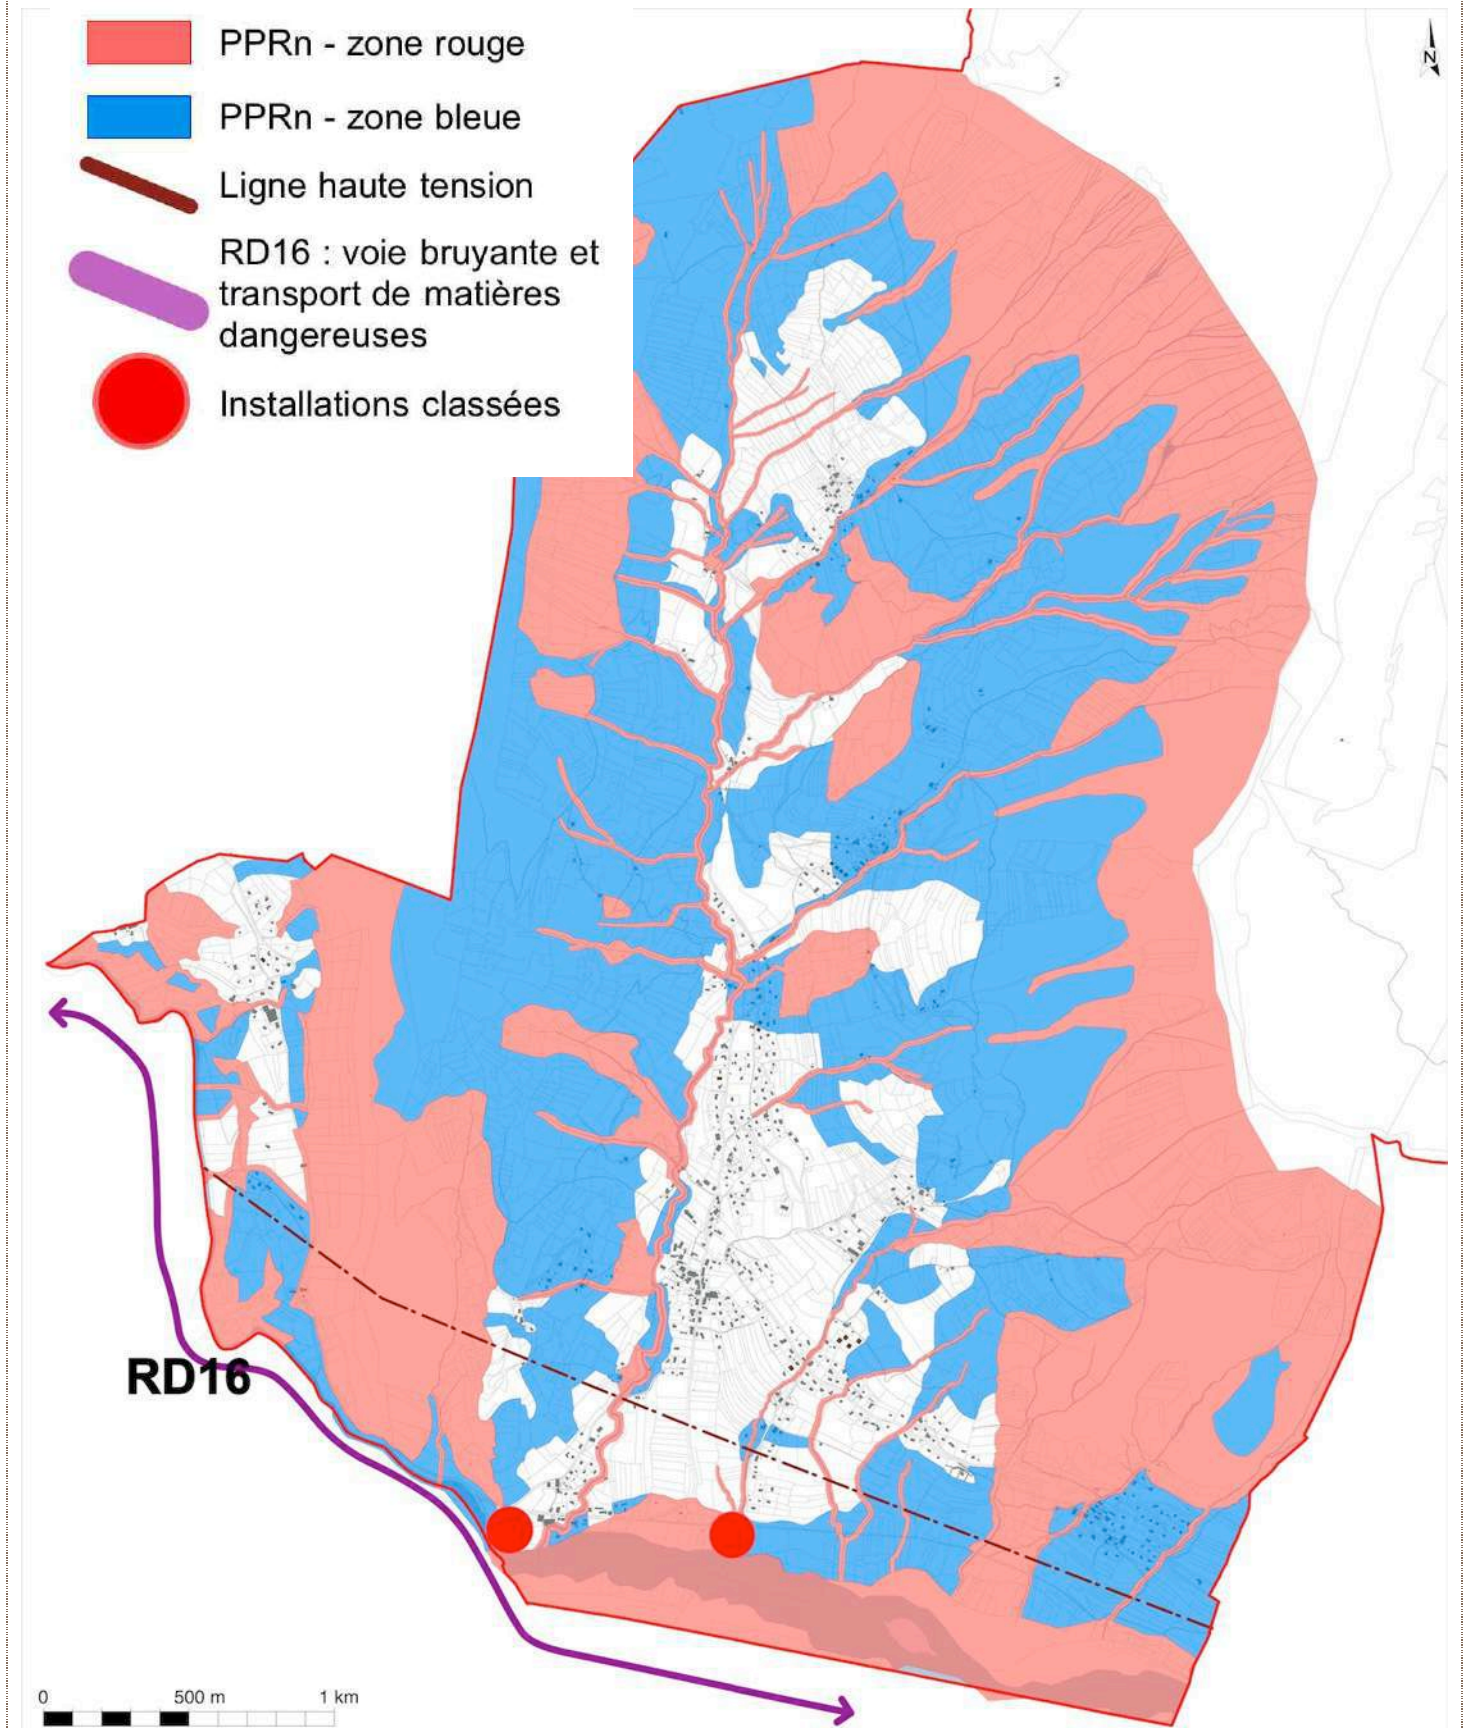 PPRn - zone rouge
PPRn - zone bleue
Ligne haute tension
RD16 : voie bruyante et
transport de matières
dangereuses
Installations classées
N
RD16
0 500 m 1 km